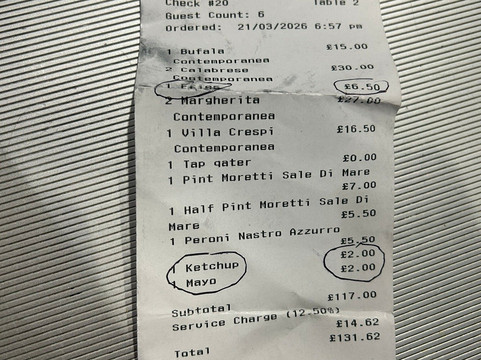 Check #20 Table 2
Guest Count: 6
Ordered: 21/03/2026 6:57 pm
1 Bufala £15.00
Contemporanea
2 Calabrese £30.00
Contemporanea
1 £6.50
2 Margherita £27.00
Contemporanea
1 Villa Crespi £16.50
Contemporanea
1 Tap qater £0.00
1 Pint Moretti Sale Di Mare
£7.00
1 Half Pint Moretti Sale Di
Mare £5.50
1 Peroni Nastro Azzurro
£5.50
1 Ketchup £2.00
1 Mayo £2.00
Subtotal £117.00
Service Charge (12.50%)
£14.62
Total £131.62